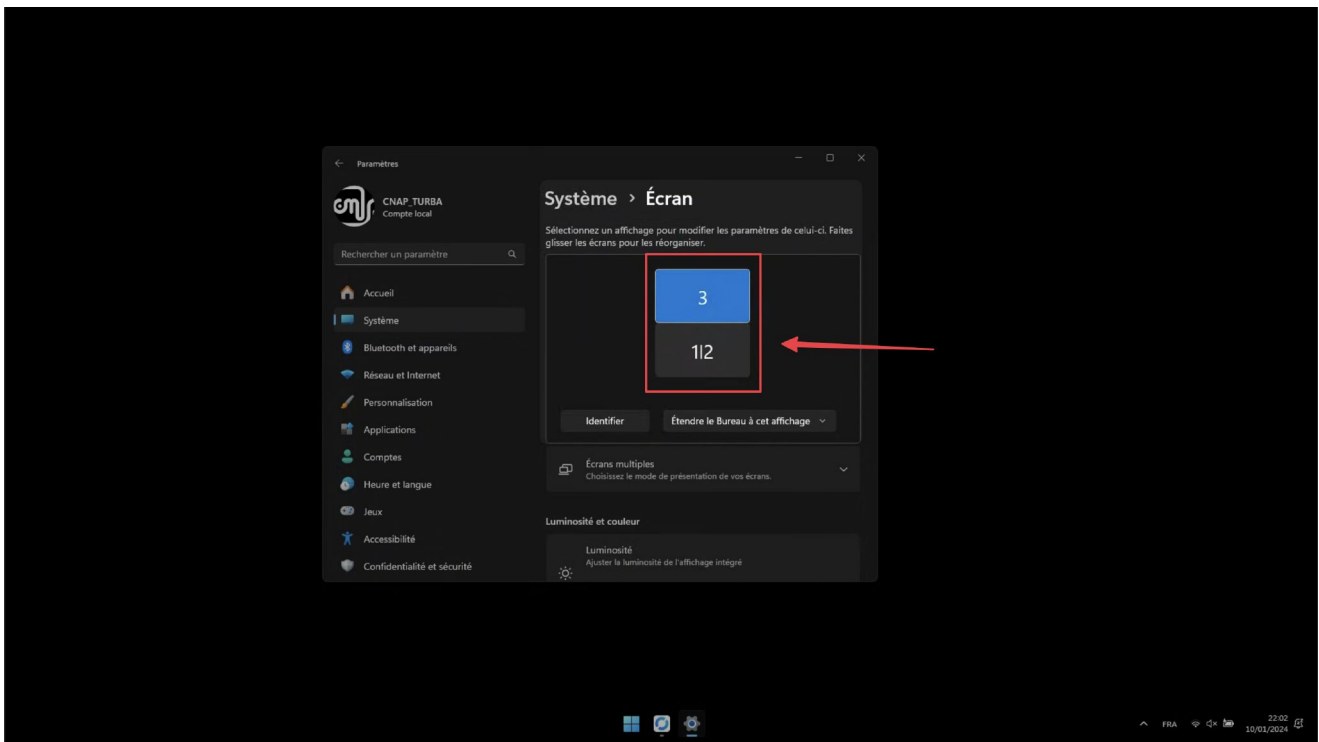 Paramètres
cmjs
CNAP_TURBA
Compte local
Rechercher un paramètre
Accueil
Système
Bluetooth et appareils
Réseau et Internet
Personnalisation
Applications
Comptes
Heure et langue
Jeux
Accessibilité
Confidentialité et sécurité
Système > Écran
Sélectionnez un affichage pour modifier les paramètres de celui-ci. Faites
glisser les écrans pour les réorganiser.
3
1|2
Identifier
Étendre le Bureau à cet affichage
Écrans multiples
Choisissez le mode de présentation de vos écrans.
Luminosité et couleur
Luminosité
Ajuster la luminosité de l'affichage intégré
FRA
22:02
10/01/2024